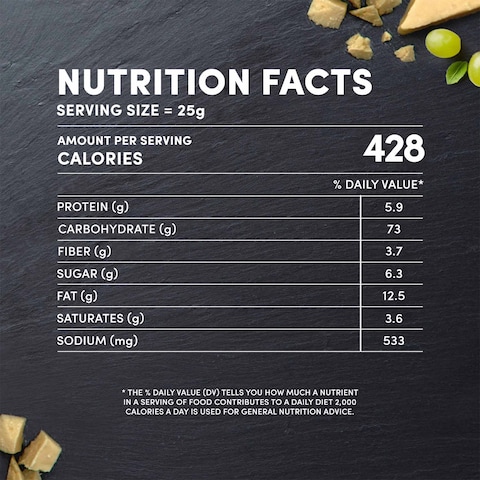 NUTRITION FACTS
SERVING SIZE = 25g
AMOUNT PER SERVING
CALORIES 428
% DAILY VALUE*
PROTEIN (g) 5.9
CARBOHYDRATE (g) 73
FIBER (g) 3.7
SUGAR (g) 6.3
FAT (g) 12.5
SATURATES (g) 3.6
SODIUM (mg) 533
* THE % DAILY VALUE (DV) TELLS YOU HOW MUCH A NUTRIENT
IN A SERVING OF FOOD CONTRIBUTES TO A DAILY DIET 2,000
CALORIES A DAY IS USED FOR GENERAL NUTRITION ADVICE.